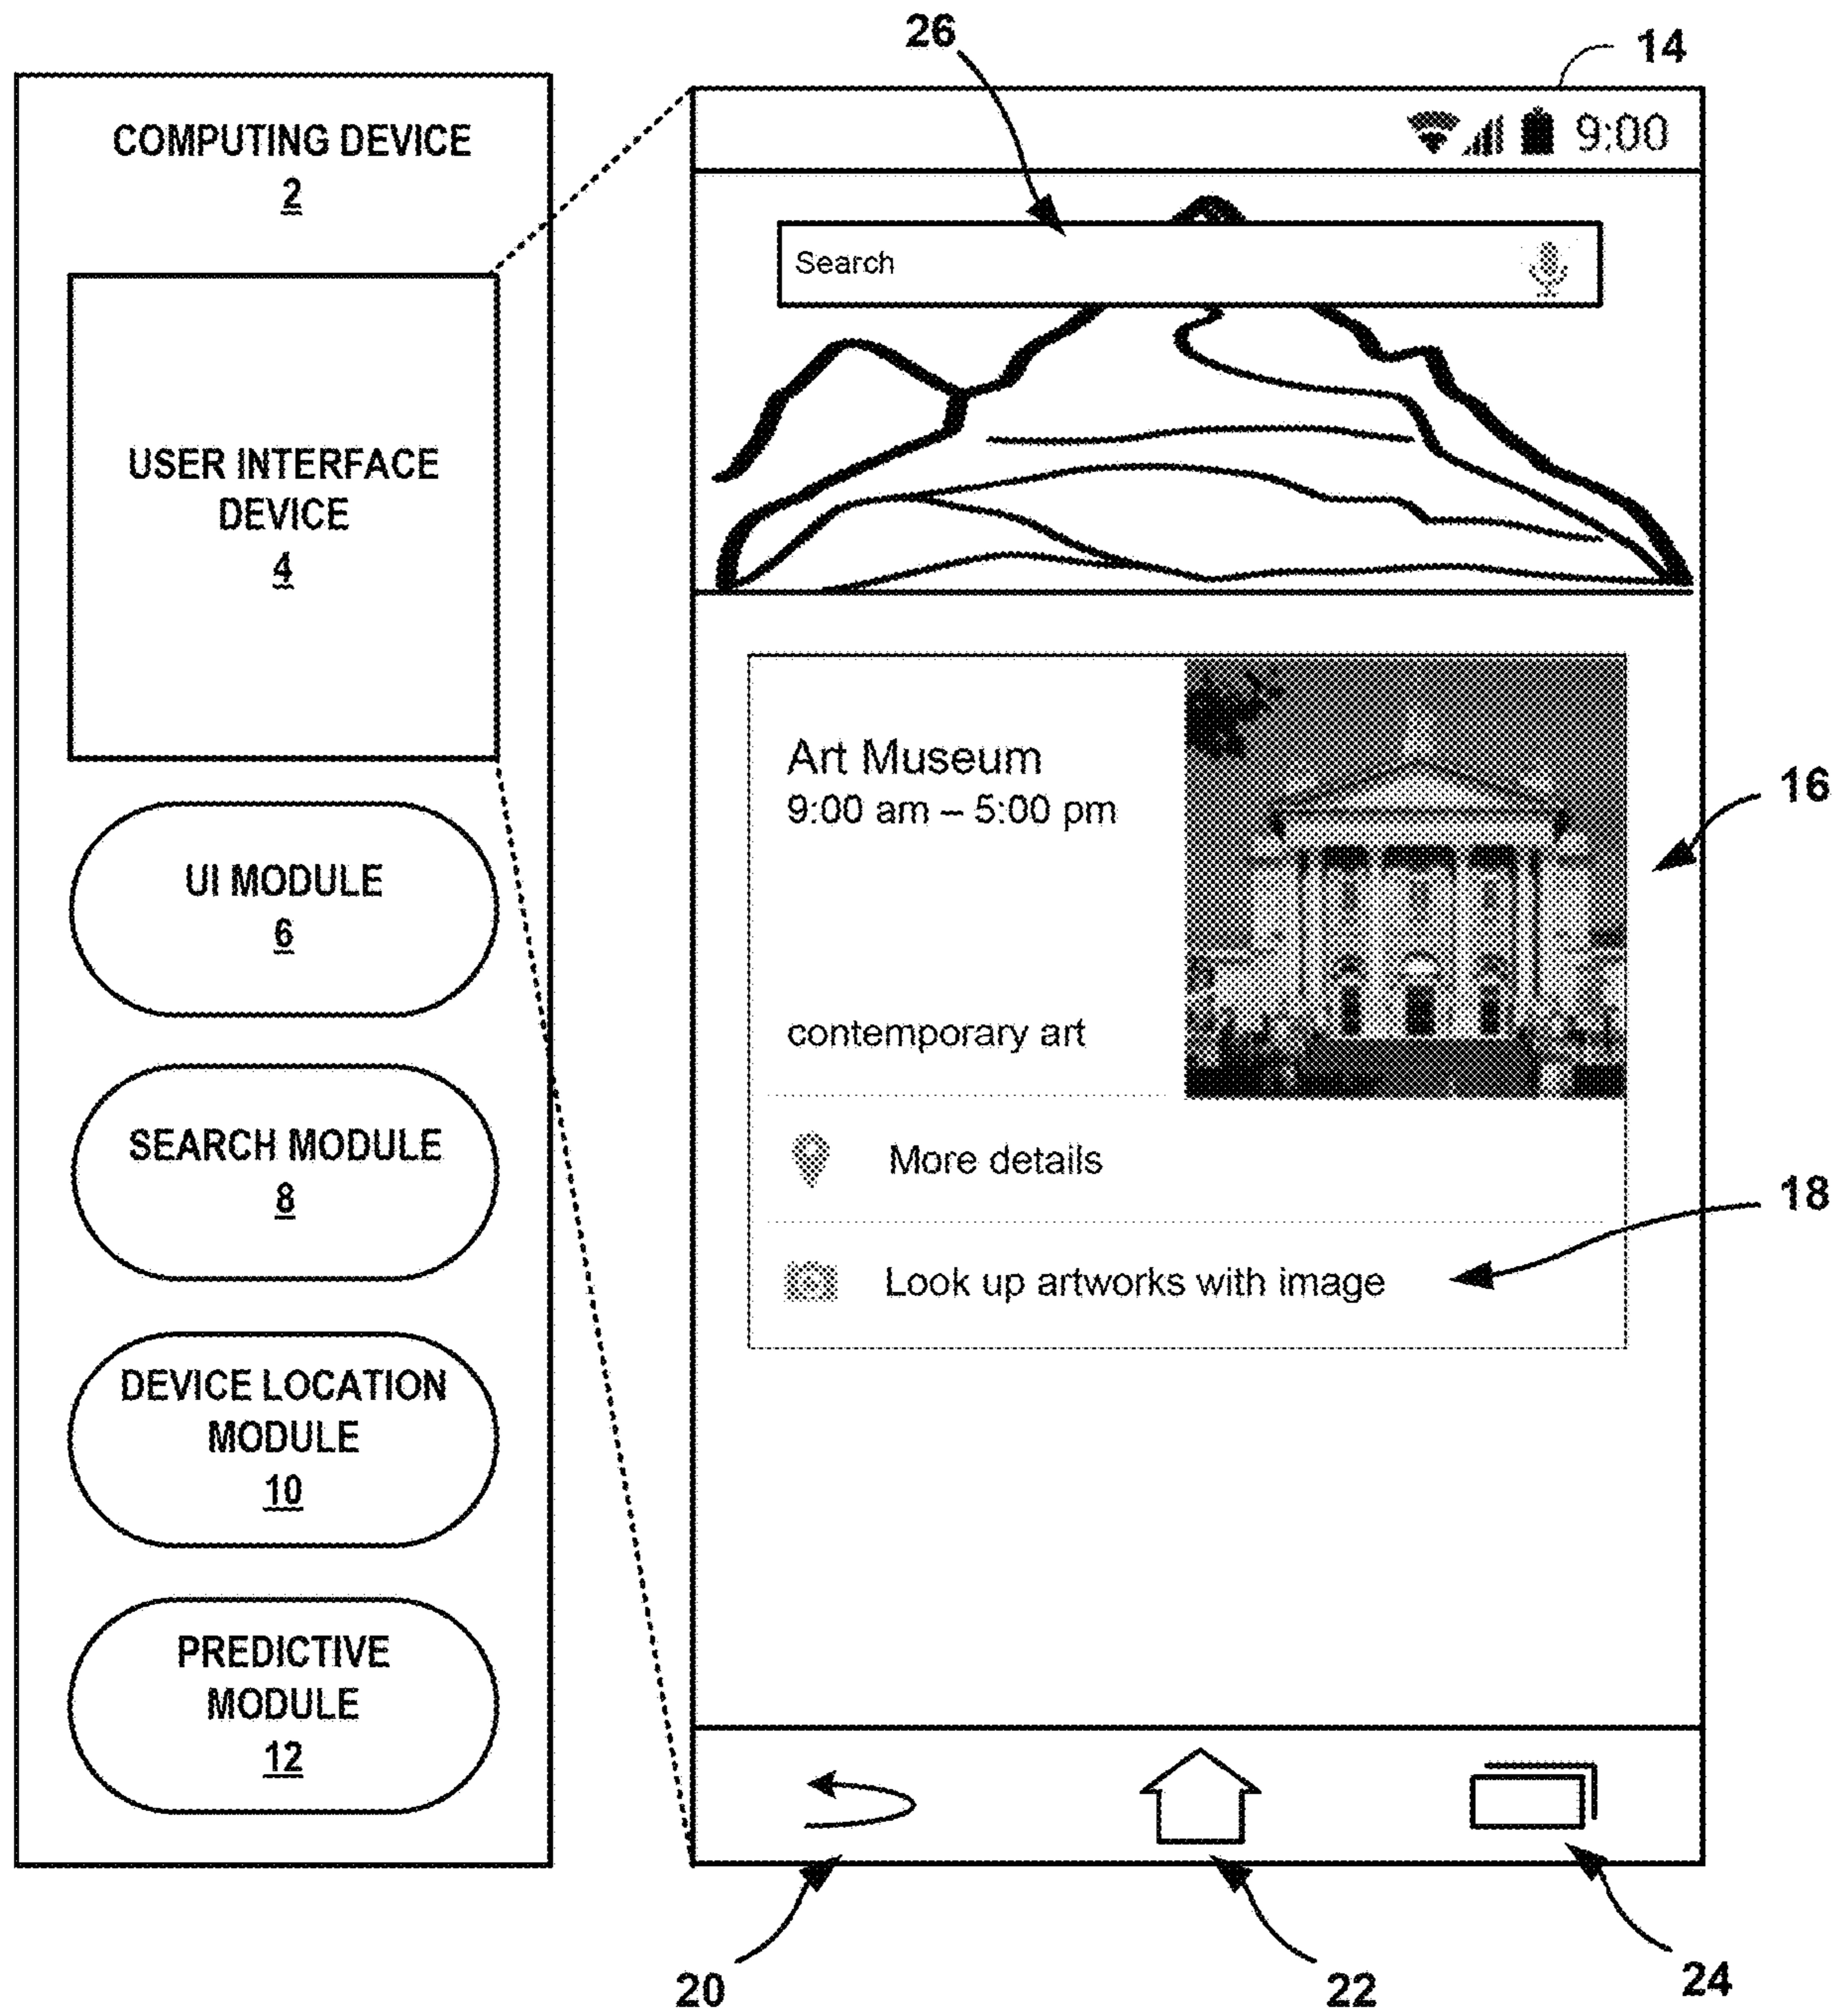 COMPUTING DEVICE
2
USER INTERFACE
DEVICE
4
UI MODULE
6
SEARCH MODULE
8
DEVICE LOCATION
MODULE
10
PREDICTIVE
MODULE
12
26
14
9:00
Search
Art Museum
9:00 am – 5:00 pm
16
contemporary art
More details
18
Look up artworks with image
20
22
24